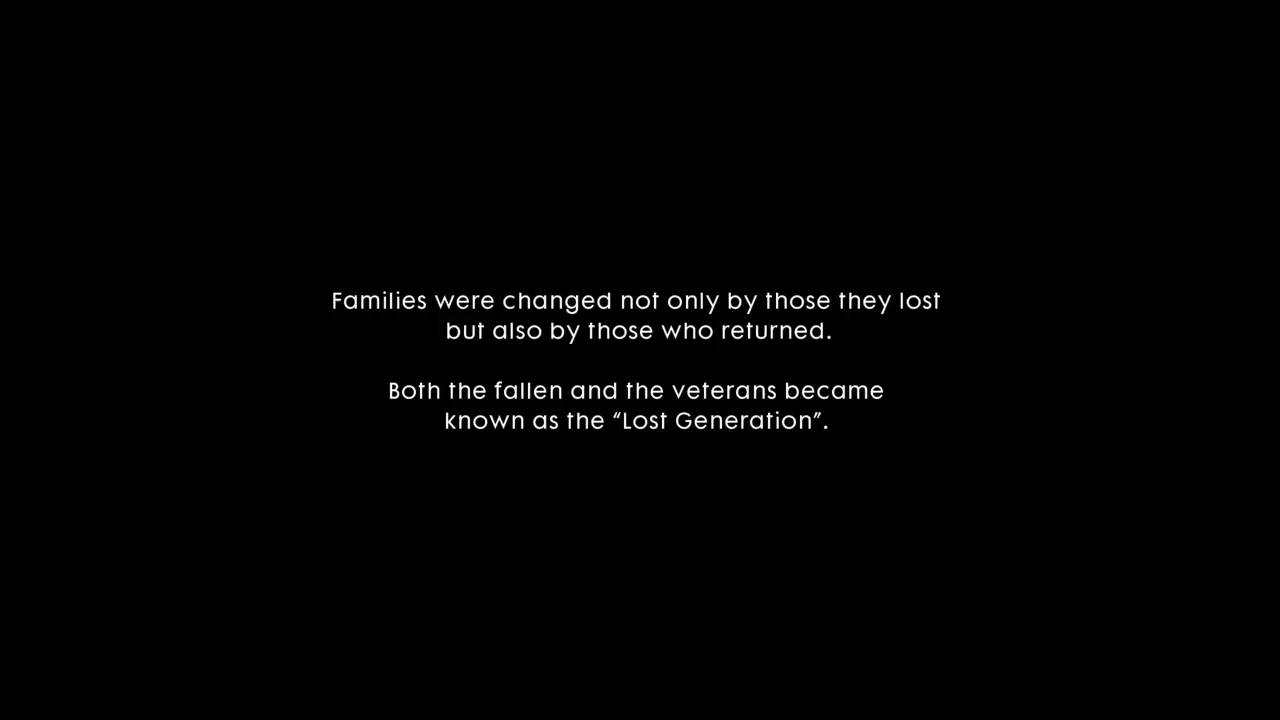 Families were changed not only by those they lost
but also by those who returned.
Both the fallen and the veterans became
known as the “Lost Generation”.